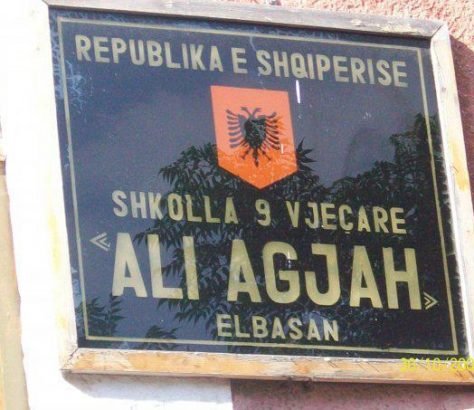 REPUBLIKA E SHQIPERISE
SHKOLLA 9 VJEÇARE
«ALI AGJAH»
ELBASAN